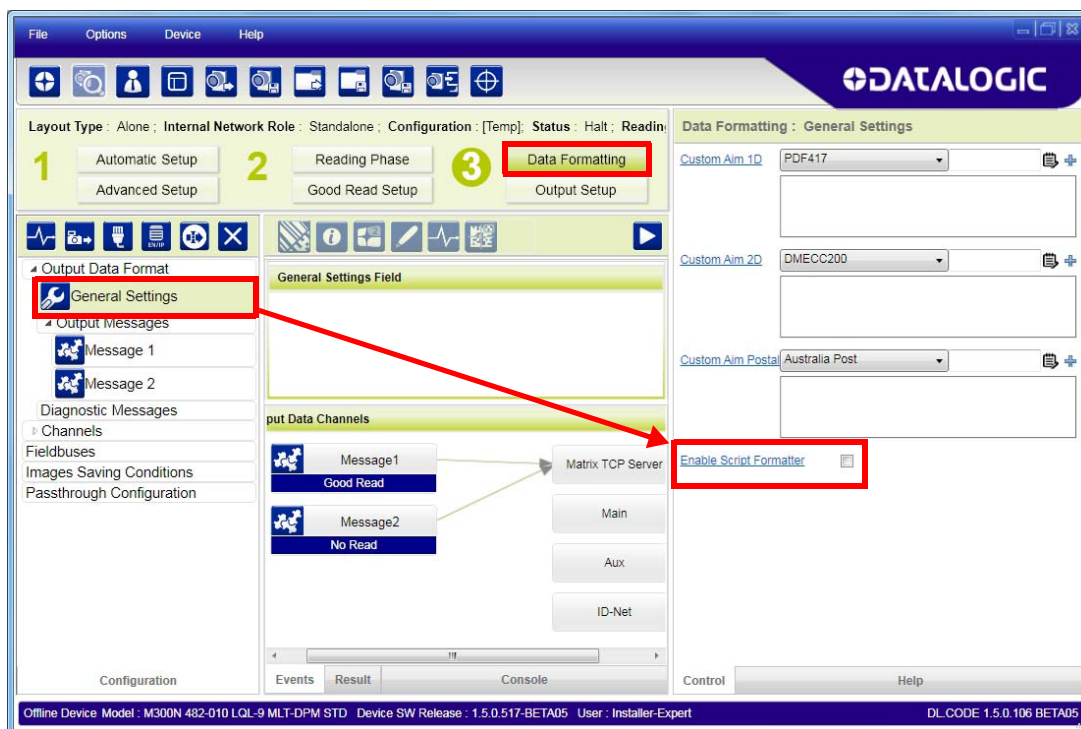 File Options Device Help
DATALOGIC
Layout Type : Alone ; Internal Network Role : Standalone ; Configuration : [Temp]; Status : Halt ; Readin
1 Automatic Setup
Advanced Setup
2 Reading Phase
Good Read Setup
3 Data Formatting
Output Setup
EN/IP
Output Data Format
General Settings
Output Messages
Message 1
Message 2
Diagnostic Messages
Channels
Fieldbuses
Images Saving Conditions
Passthrough Configuration
Configuration
General Settings Field
put Data Channels
Message1
Good Read
Message2
No Read
Matrix TCP Server
Main
Aux
ID-Net
Events Result Console
Data Formatting : General Settings
Custom Aim 1D PDF417
Custom Aim 2D DMECC200
Custom Aim Postal Australia Post
Enable Script Formatter
Control Help
Offline Device Model : M300N 482-010 LQL-9 MLT-DPM STD Device SW Release : 1.5.0.517-BETA05 User : Installer-Expert DL.CODE 1.5.0.106 BETA05